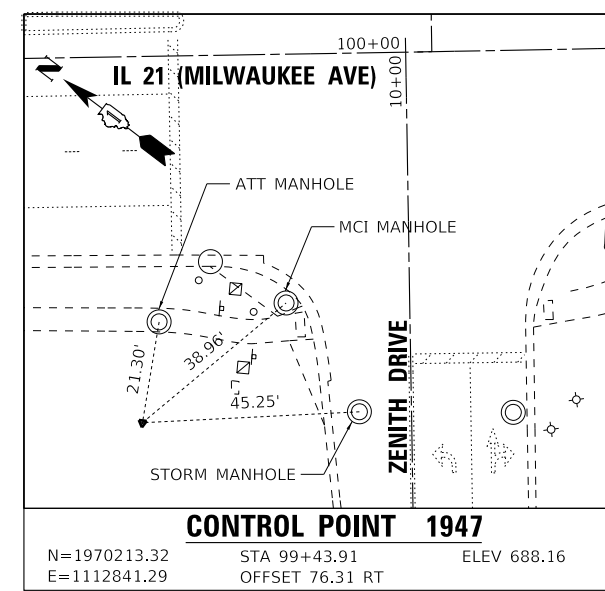 100+00
IL 21 (MILWAUKEE AVE)
10+00
N
ATT MANHOLE
MCI MANHOLE
21.30'
38.96'
45.25'
ZENITH DRIVE
STORM MANHOLE
CONTROL POINT 1947
N=1970213.32 STA 99+43.91 ELEV 688.16
E=1112841.29 OFFSET 76.31 RT